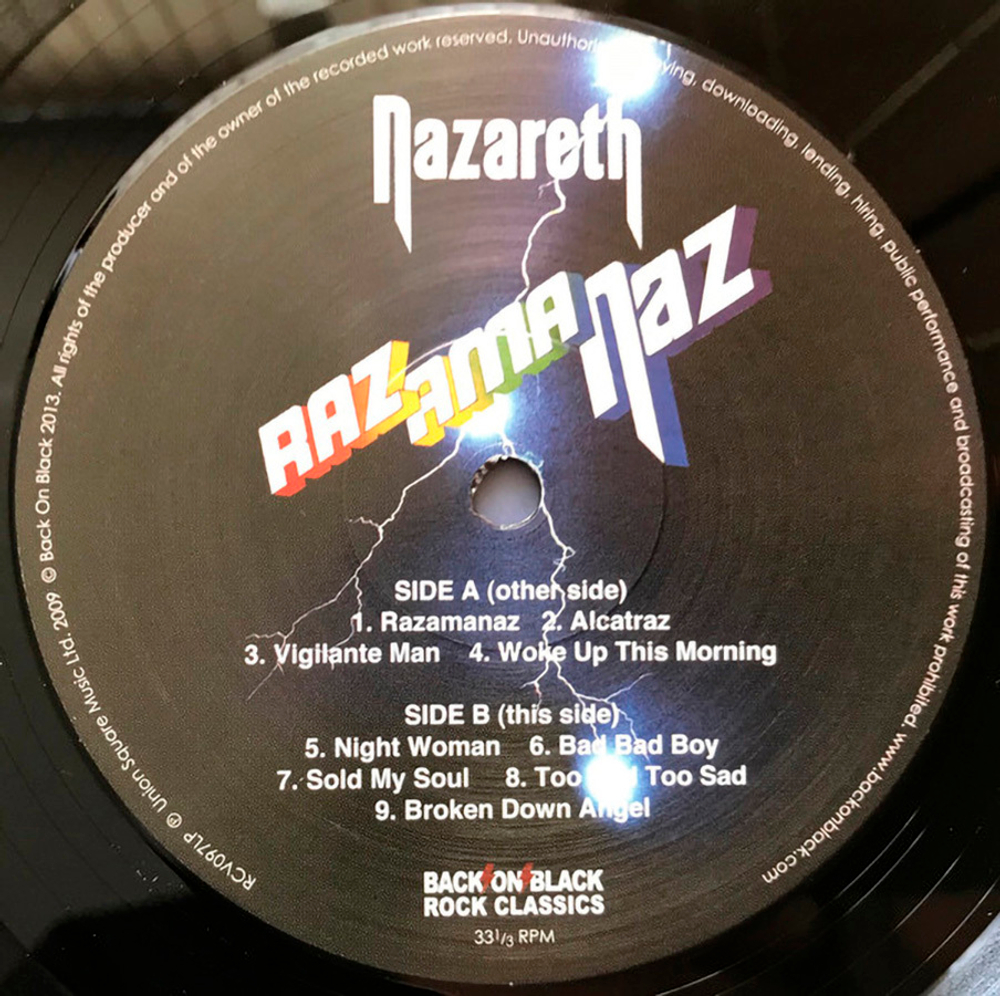 Nazareth
RAZAMANAZ
SIDE A (other side)
1. Razamanaz 2. Alcatraz
3. Vigilante Man 4. Woke Up This Morning
SIDE B (this side)
5. Night Woman 6. Bad Bad Boy
7. Sold My Soul 8. Too Too Sad
9. Broken Down Angel
BACK ON BLACK
ROCK CLASSICS
33 1/3 RPM
RCV097LP ℗ Union Square Music Ltd. 2009 © Back On Black 2013. All rights of the producer and of the owner of the recorded work reserved. downloading, lending, hiring, public performance and broadcasting of this work prohibited. www.backonblack.com